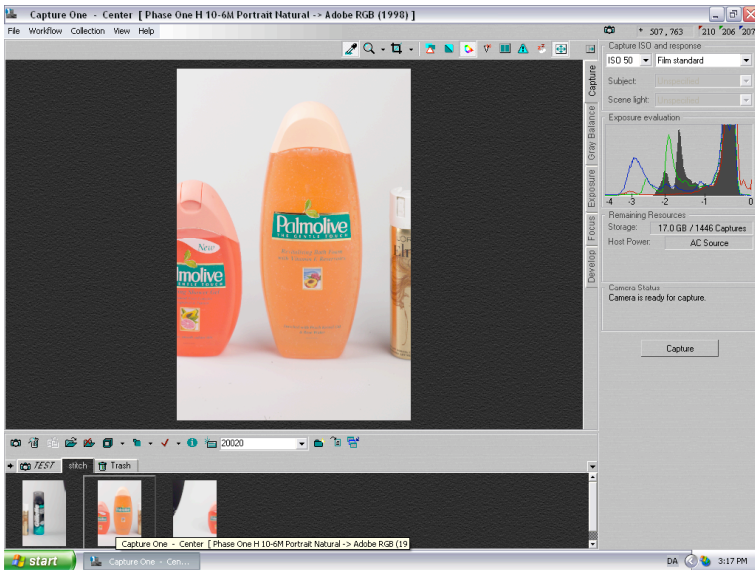 Capture One - Center [ Phase One H 10-6M Portrait Natural -> Adobe RGB (1998) ]
File Workflow Collection View Help
507, 763 210 206 207
Capture ISO and response
ISO 50 Film standard
Subject:
Scene light:
Exposure evaluation
-4 -3 -2 -1 0
Remaining Resources
Storage: 17.0 GB / 1446 Captures
Host Power: AC Source
Camera Status
Camera is ready for capture.
Capture
Capture
Gray Balance
Exposure
Focus
Develop
New
Palmolive
THE GENTLE TOUCH
lmolive
20020
TEST stitch Trash
Capture One - Center [ Phase One H 10-6M Portrait Natural -> Adobe RGB (19
start Capture One - Cen... DA 3:17 PM